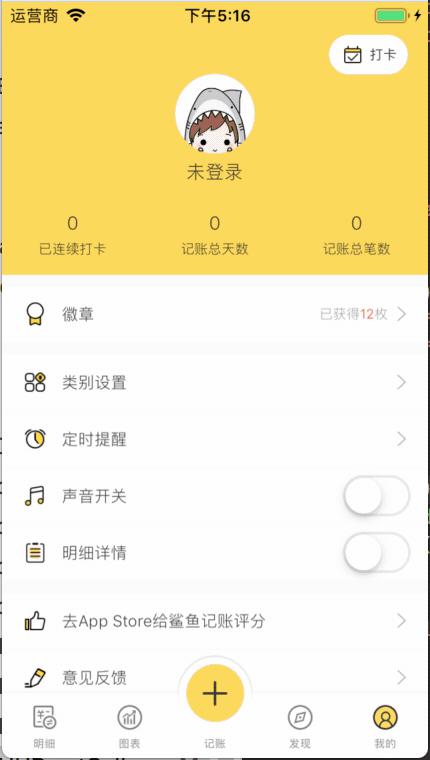 运营商 下午5:16
打卡
未登录
0 0 0
已连续打卡 记账总天数 记账总笔数
徽章 已获得12枚
类别设置
定时提醒
声音开关
明细详情
去App Store给鲨鱼记账评分
意见反馈
明细 图表 记账 发现 我的